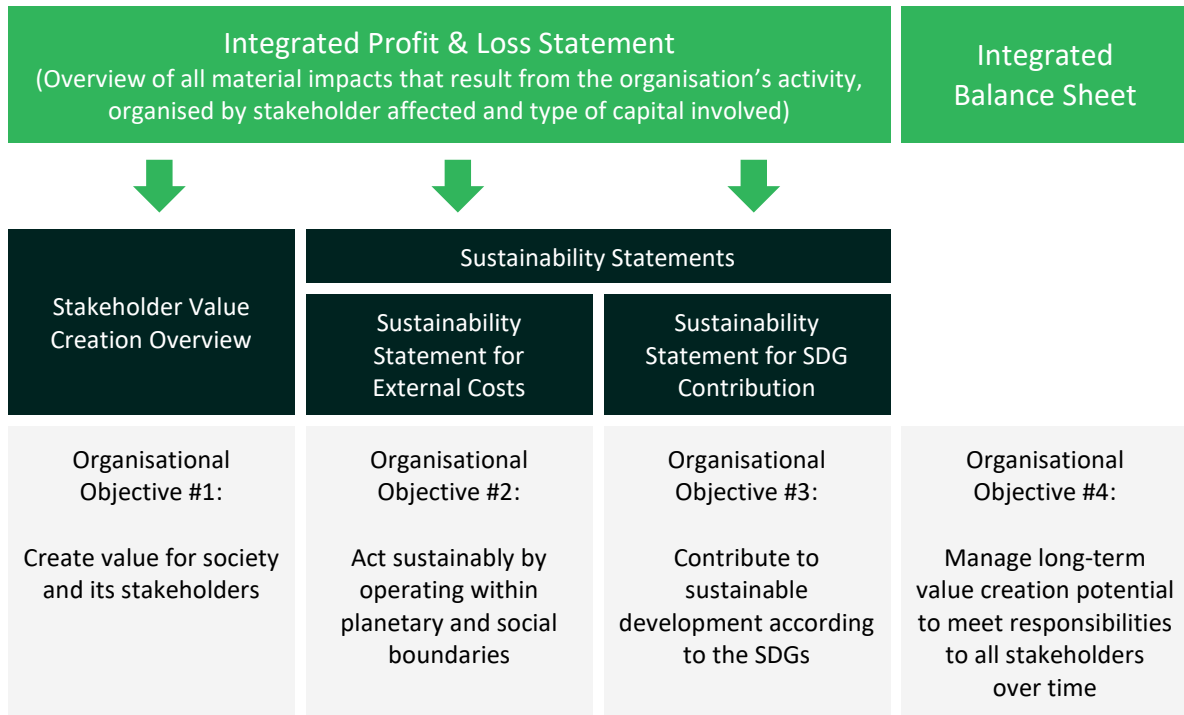 Integrated Profit & Loss Statement
(Overview of all material impacts that result from the organisation’s activity,
organised by stakeholder affected and type of capital involved)
Integrated
Balance Sheet
Stakeholder Value
Creation Overview
Sustainability Statements
Sustainability
Statement for
External Costs
Sustainability
Statement for SDG
Contribution
Organisational
Objective #1:
Create value for society
and its stakeholders
Organisational
Objective #2:
Act sustainably by
operating within
planetary and social
boundaries
Organisational
Objective #3:
Contribute to
sustainable
development according
to the SDGs
Organisational
Objective #4:
Manage long-term
value creation potential
to meet responsibilities
to all stakeholders
over time